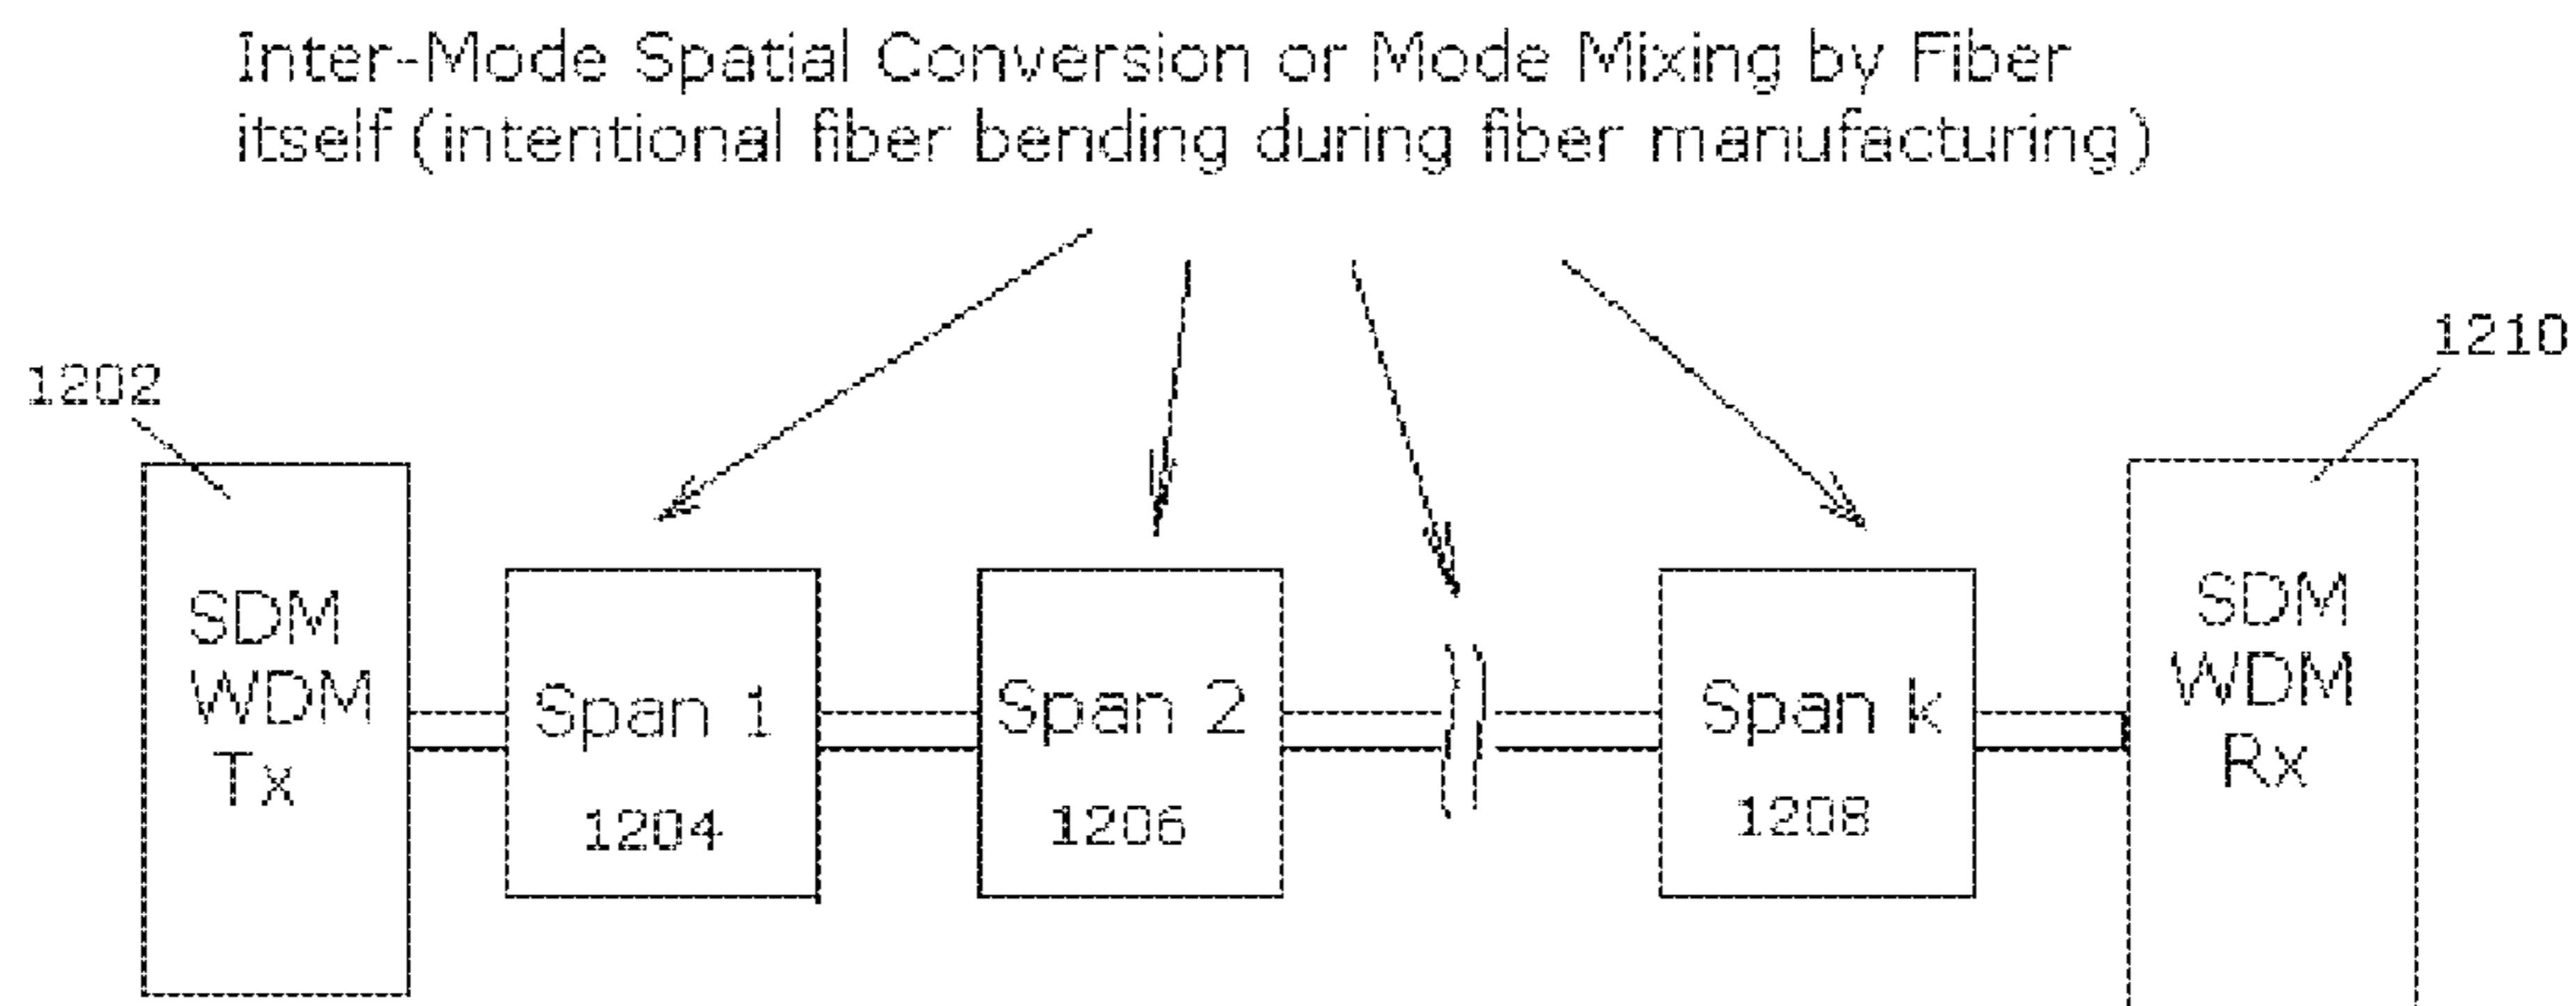 Inter-Mode Spatial Conversion or Mode Mixing by Fiber
itself (intentional fiber bending during fiber manufacturing)
1202
1210
SDM
WDM
Tx
Span 1
1204
Span 2
1206
Span k
1208
SDM
WDM
Rx